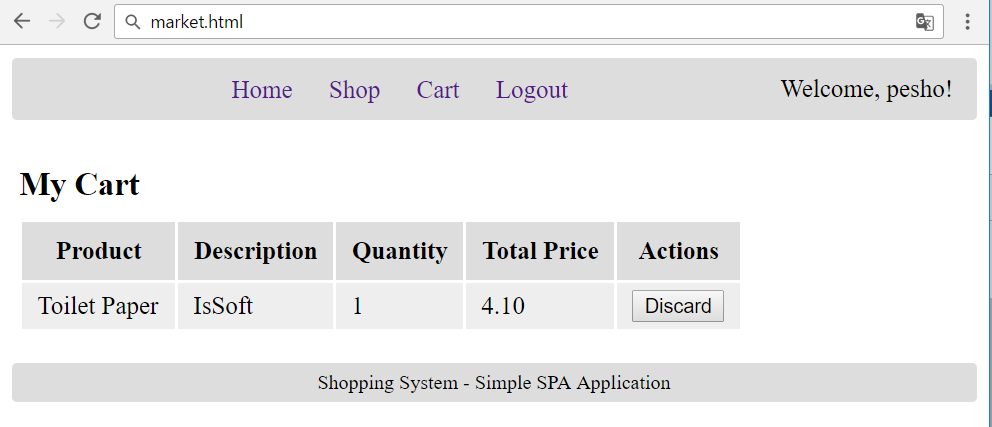 market.html
Home Shop Cart Logout Welcome, pesho!
My Cart
Product Description Quantity Total Price Actions
Toilet Paper IsSoft 1 4.10 Discard
Shopping System - Simple SPA Application